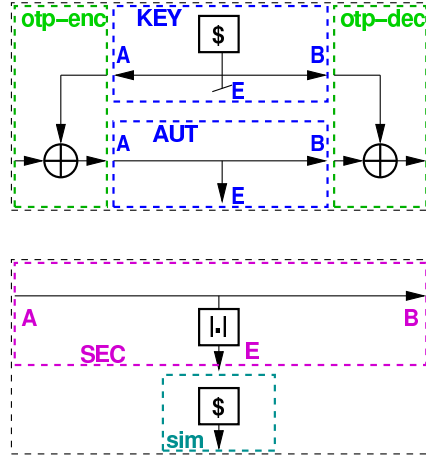 otp-enc KEY $ otp-dec
A B
E
A AUT B
E
|.|
A B
SEC E
$
sim